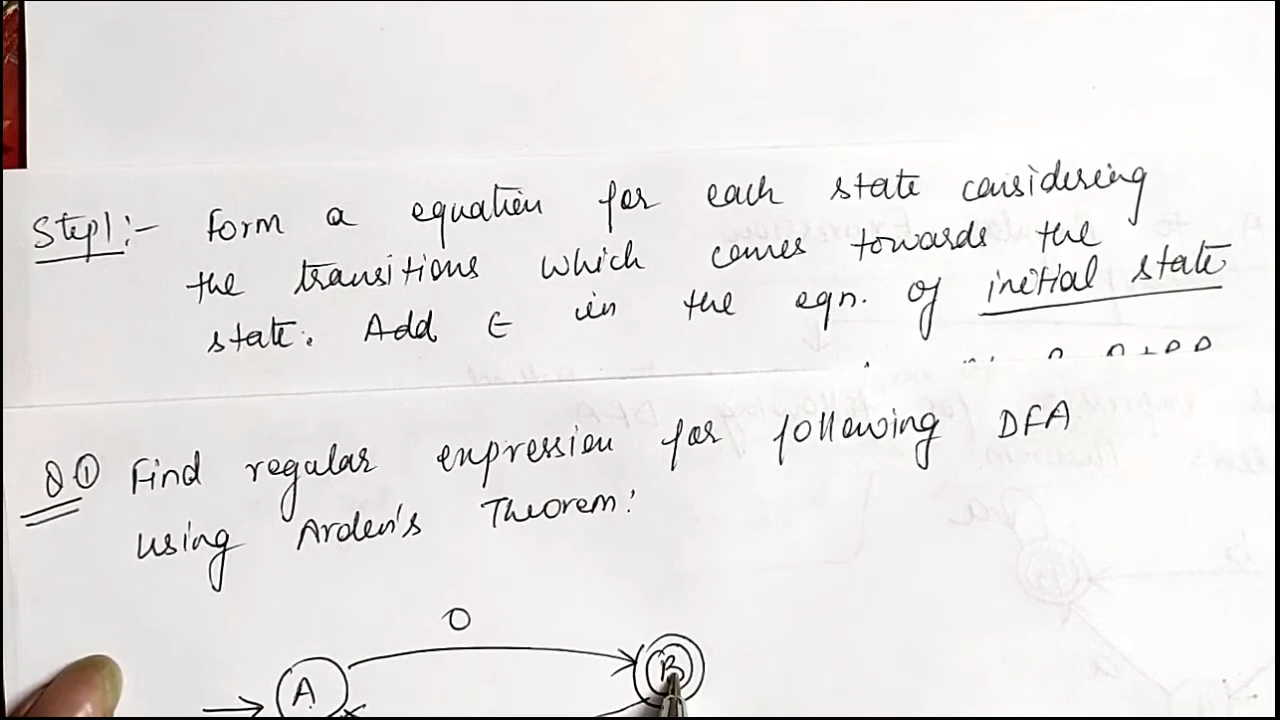 Step1:- Form a equation for each state considering
the transitions which comes towards the
state. Add ∈ in the eqn. of initial state
Q① Find regular expression for following DFA
using Arden's Theorem:
0
A
B